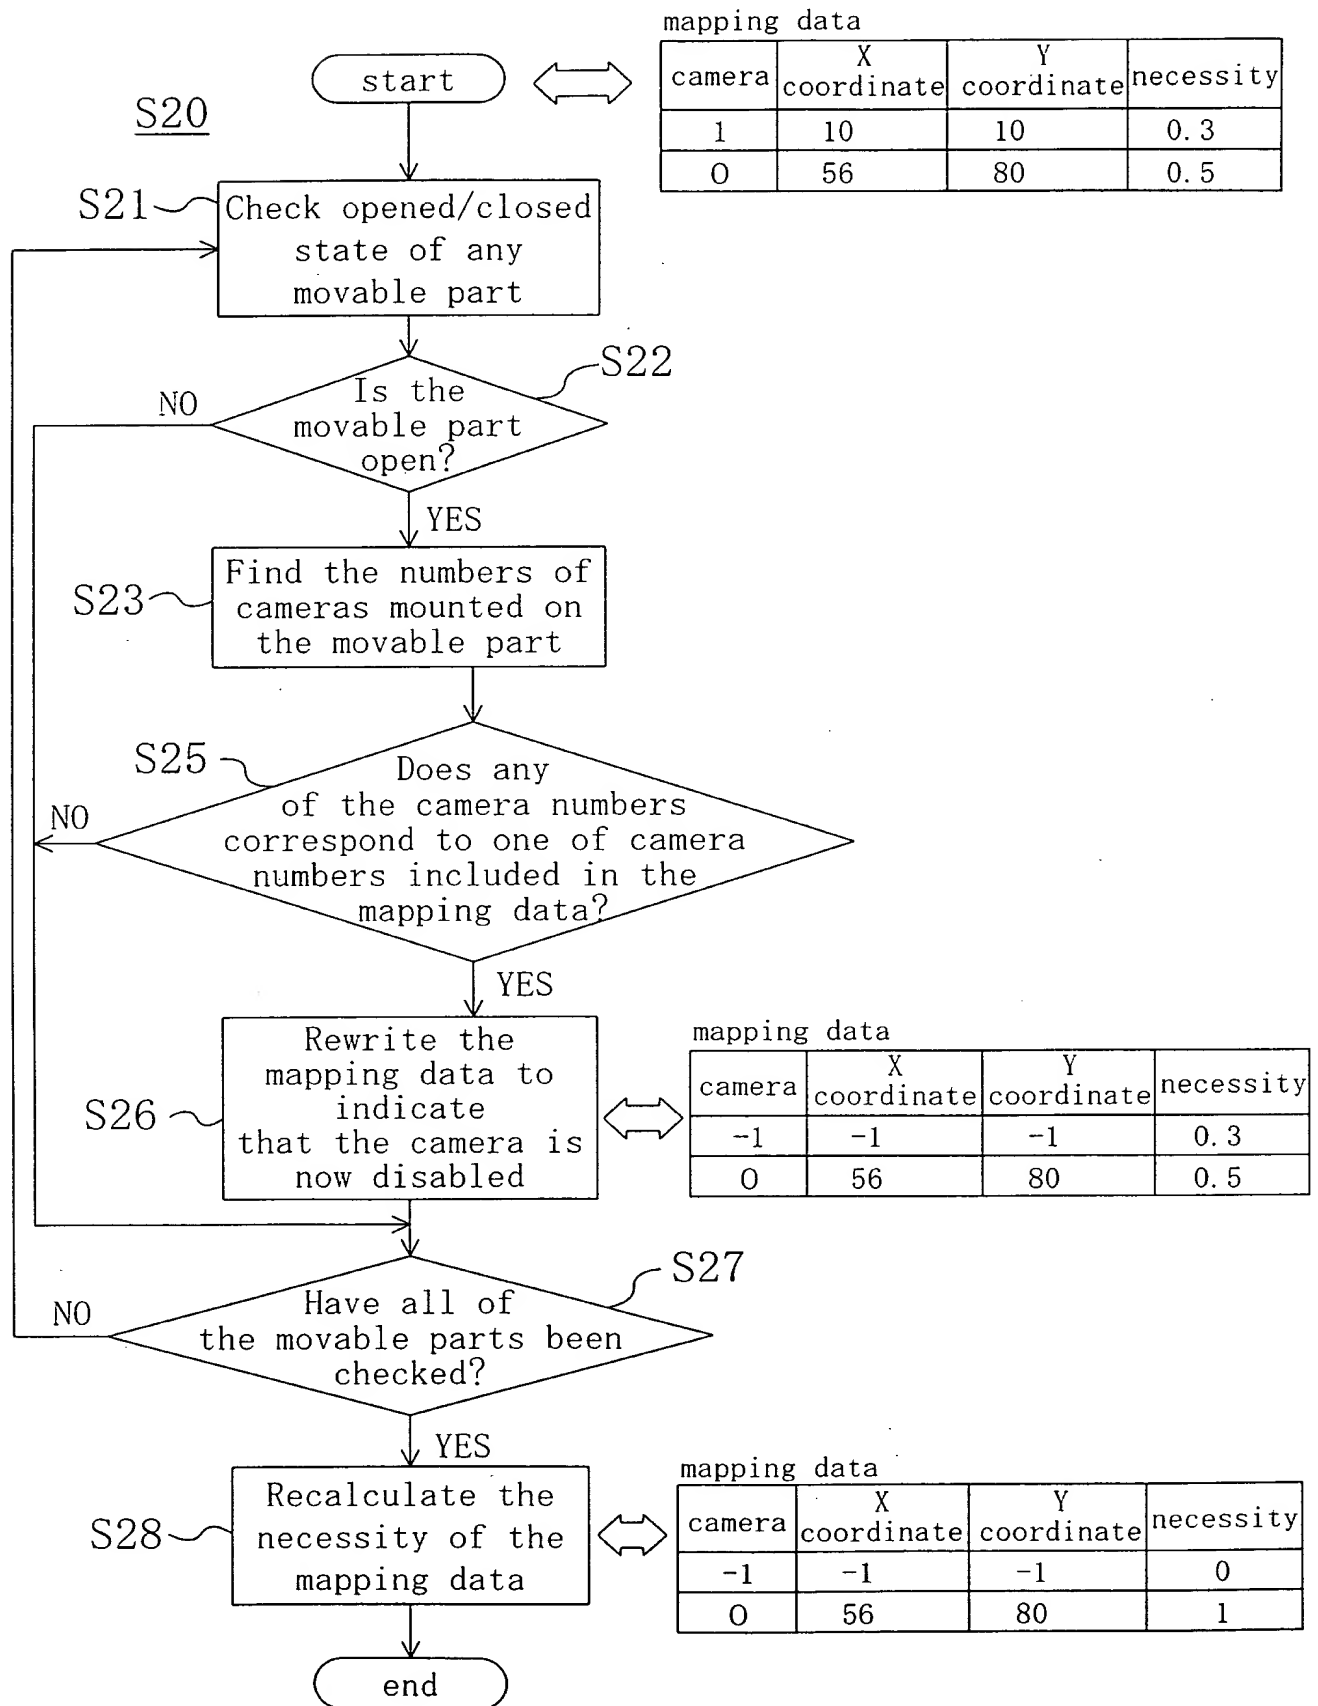 mapping data
camera X coordinate Y coordinate necessity
1 10 10 0.3
0 56 80 0.5
start
S20
S21
Check opened/closed
state of any
movable part
S22
NO
Is the
movable part
open?
YES
S23
Find the numbers of
cameras mounted on
the movable part
S25
NO
Does any
of the camera numbers
correspond to one of camera
numbers included in the
mapping data?
YES
S26
Rewrite the
mapping data to
indicate
that the camera is
now disabled
mapping data
camera X coordinate Y coordinate necessity
-1 -1 -1 0.3
0 56 80 0.5
S27
NO
Have all of
the movable parts been
checked?
YES
S28
Recalculate the
necessity of the
mapping data
mapping data
camera X coordinate Y coordinate necessity
-1 -1 -1 0
0 56 80 1
end